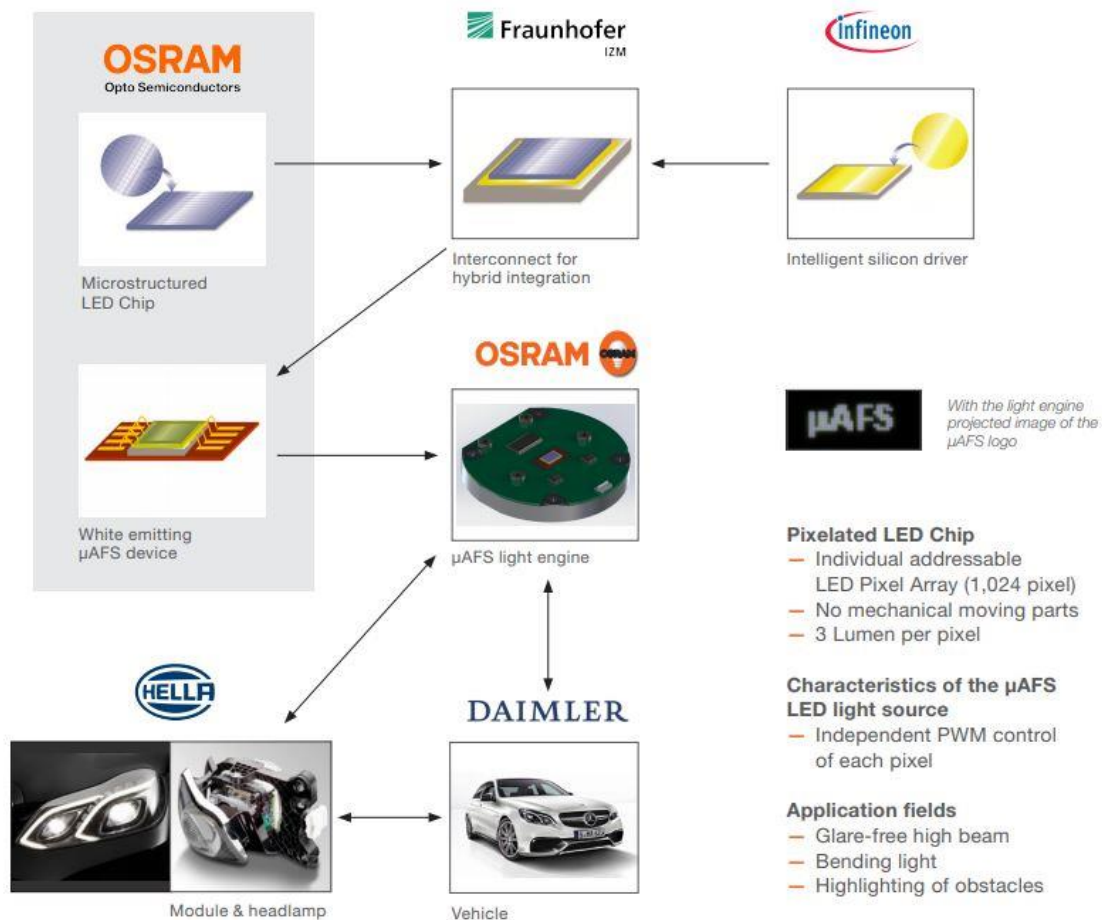 OSRAM
Opto Semiconductors
Fraunhofer
IZM
infineon
Microstructured
LED Chip
Interconnect for
hybrid integration
Intelligent silicon driver
White emitting
µAFS device
OSRAM OSRAM
µAFS light engine
µAFS
With the light engine
projected image of the
µAFS logo
Pixelated LED Chip
— Individual addressable
LED Pixel Array (1,024 pixel)
— No mechanical moving parts
— 3 Lumen per pixel
Characteristics of the µAFS
LED light source
— Independent PWM control
of each pixel
Application fields
— Glare-free high beam
— Bending light
— Highlighting of obstacles
HELLA
Module & headlamp
DAIMLER
Vehicle